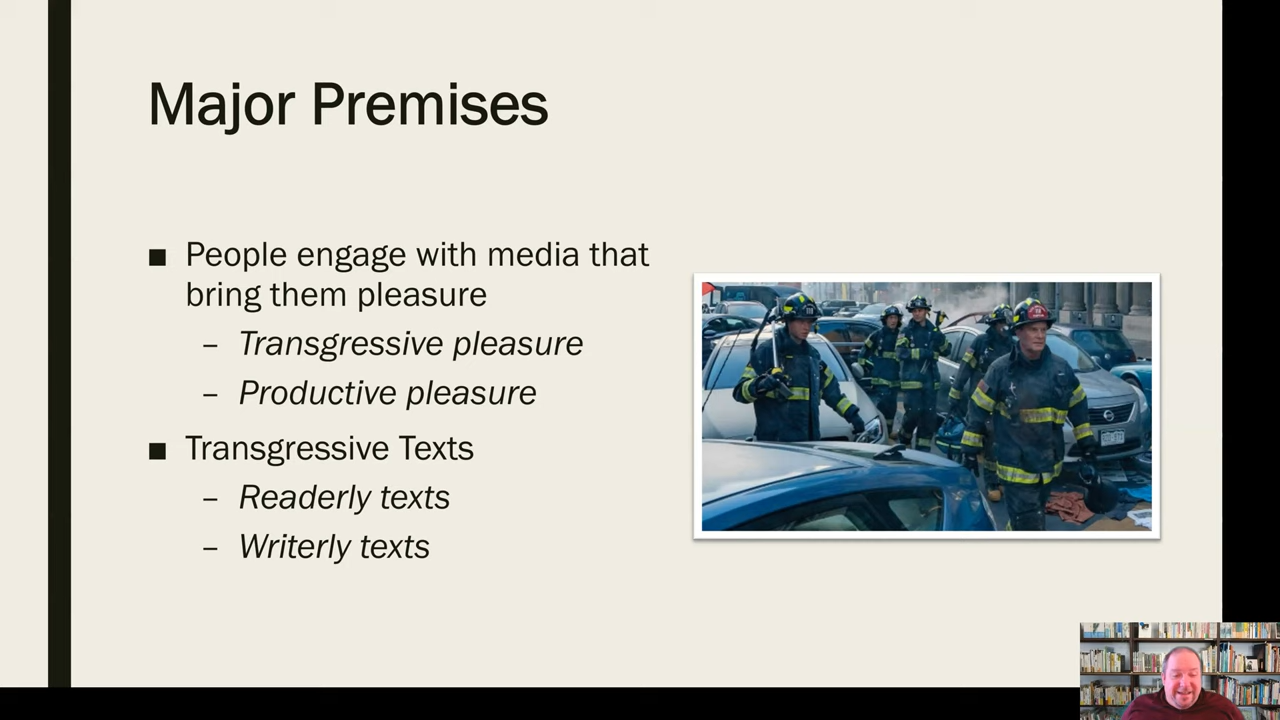 Major Premises
■ People engage with media that
bring them pleasure
– Transgressive pleasure
– Productive pleasure
■ Transgressive Texts
– Readerly texts
– Writerly texts